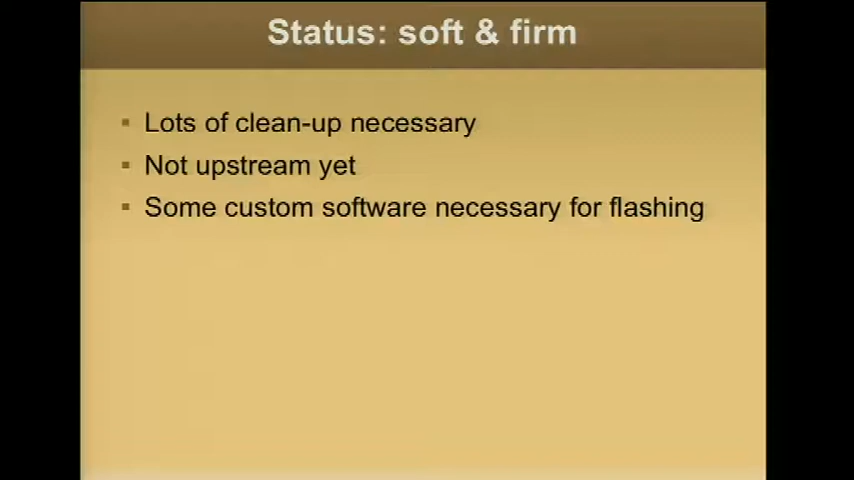 Status: soft & firm
Lots of clean-up necessary
Not upstream yet
Some custom software necessary for flashing